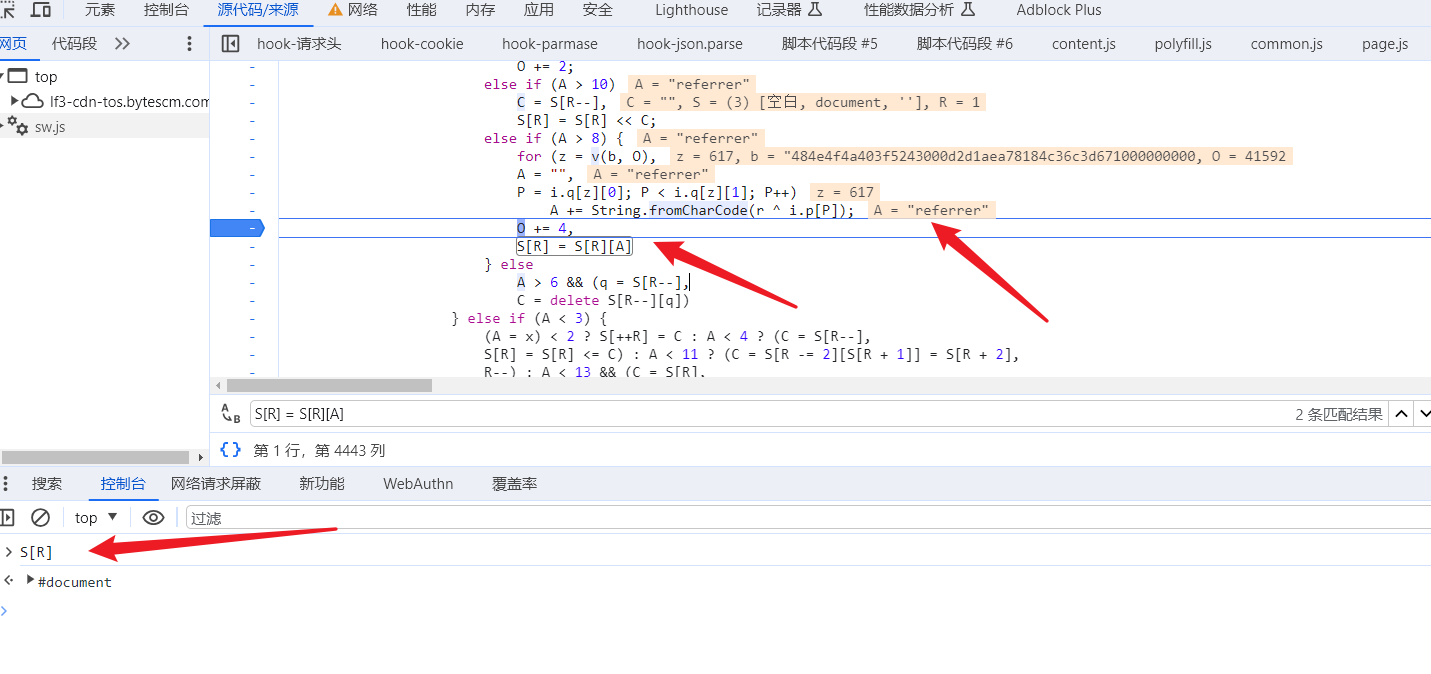 元素 控制台 源代码/来源 网络 性能 内存 应用 安全 Lighthouse 记录器 性能数据分析 Adblock Plus
网页 代码段 hook-请求头 hook-cookie hook-parmase hook-json.parse 脚本代码段 #5 脚本代码段 #6 content.js polyfill.js common.js page.js
top
lf3-cdn-tos.bytescm.com
sw.js
O += 2;
else if (A > 10) A = "referrer"
C = S[R--], C = "", S = (3) [空白, document, ''], R = 1
S[R] = S[R] << C;
else if (A > 8) { A = "referrer"
for (z = v(b, O), z = 617, b = "484e4f4a403f5243000d2d1aea78184c36c3d671000000000, O = 41592
A = "", A = "referrer"
P = i.q[z][0]; P < i.q[z][1]; P++) z = 617
A += String.fromCharCode(r ^ i.p[P]); A = "referrer"
O += 4,
S[R] = S[R][A]
} else
A > 6 && (q = S[R--],
C = delete S[R--][q])
} else if (A < 3) {
(A = x) < 2 ? S[++R] = C : A < 4 ? (C = S[R--],
S[R] = S[R] <= C) : A < 11 ? (C = S[R -= 2][S[R + 1]] = S[R + 2],
R--) : A < 13 && (C = S[R],
S[R] = S[R][A] 2 条匹配结果
{} 第 1 行，第 4443 列
搜索 控制台 网络请求屏蔽 新功能 WebAuthn 覆盖率
top 过滤
S[R]
#document